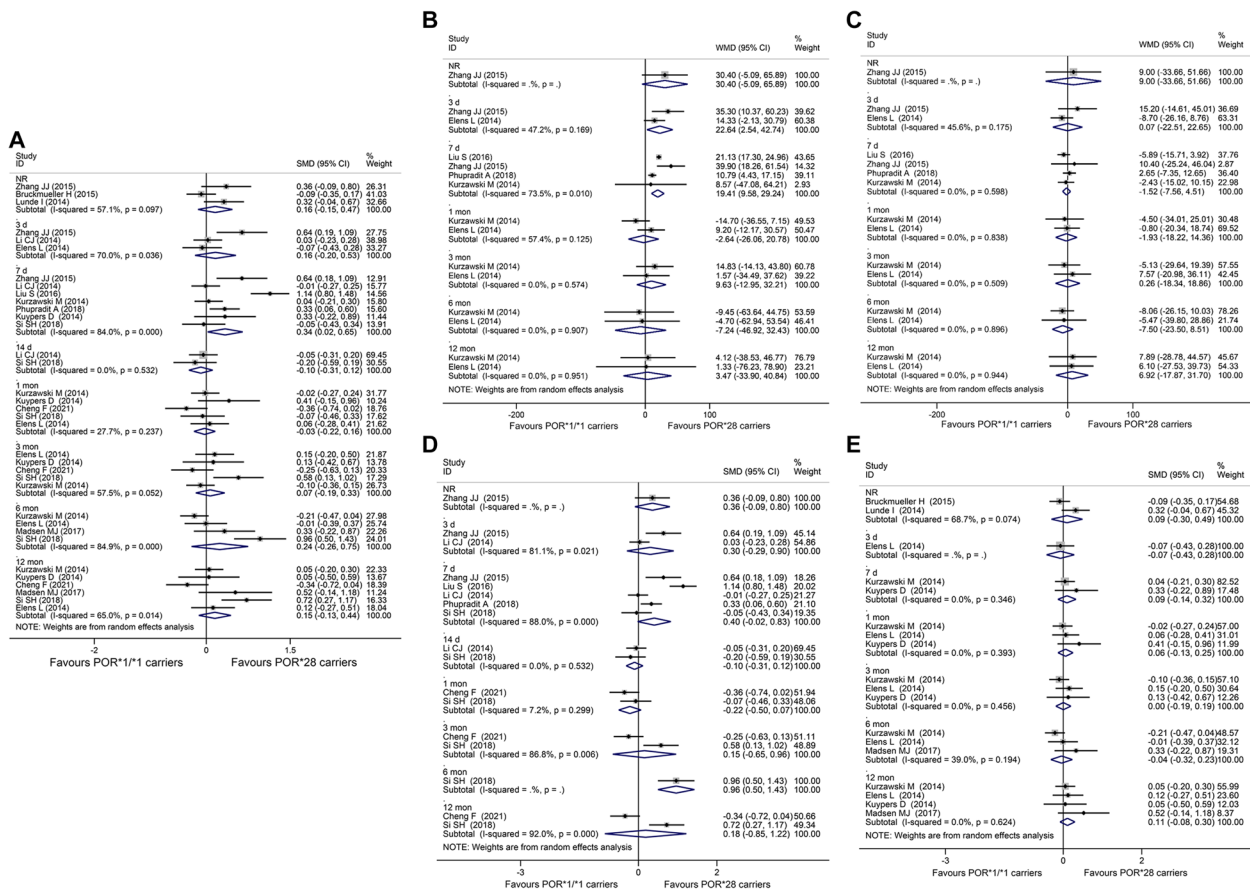 A
Study %
ID SMD (95% CI) Weight
NR
Zhang JJ (2015) 0.36 (-0.09, 0.80) 26.31
Bruckmueller H (2015) -0.09 (-0.35, 0.17) 41.03
Lunde I (2014) 0.32 (-0.04, 0.67) 32.66
Subtotal (I-squared = 57.1%, p = 0.097) 0.16 (-0.15, 0.47) 100.00
.
3 d
Zhang JJ (2015) 0.64 (0.19, 1.09) 27.75
Li CJ (2014) 0.03 (-0.23, 0.28) 38.98
Elens L (2014) -0.07 (-0.43, 0.28) 33.27
Subtotal (I-squared = 70.0%, p = 0.036) 0.16 (-0.20, 0.53) 100.00
.
7 d
Zhang JJ (2015) 0.64 (0.18, 1.09) 12.91
Li CJ (2014) -0.01 (-0.27, 0.25) 15.77
Liu S (2016) 1.14 (0.80, 1.48) 14.56
Kurzawski M (2014) 0.04 (-0.21, 0.30) 15.80
Phupradit A (2018) 0.33 (0.06, 0.60) 15.60
Kuypers D (2014) 0.33 (-0.22, 0.89) 11.44
Si SH (2018) -0.05 (-0.43, 0.34) 13.91
Subtotal (I-squared = 84.0%, p = 0.000) 0.34 (0.02, 0.65) 100.00
.
14 d
Li CJ (2014) -0.05 (-0.31, 0.20) 69.45
Si SH (2018) -0.20 (-0.59, 0.19) 30.55
Subtotal (I-squared = 0.0%, p = 0.532) -0.10 (-0.31, 0.12) 100.00
.
1 mon
Kurzawski M (2014) -0.02 (-0.27, 0.24) 31.77
Kuypers D (2014) 0.41 (-0.15, 0.96) 10.24
Cheng F (2021) -0.36 (-0.74, 0.02) 18.76
Si SH (2018) -0.07 (-0.46, 0.33) 17.62
Elens L (2014) 0.06 (-0.28, 0.41) 21.62
Subtotal (I-squared = 27.7%, p = 0.237) -0.03 (-0.22, 0.16) 100.00
.
3 mon
Elens L (2014) 0.15 (-0.20, 0.50) 21.87
Kuypers D (2014) 0.13 (-0.42, 0.67) 13.78
Cheng F (2021) -0.25 (-0.63, 0.13) 20.33
Si SH (2018) 0.58 (0.13, 1.02) 17.29
Kurzawski M (2014) -0.10 (-0.36, 0.15) 26.73
Subtotal (I-squared = 57.5%, p = 0.052) 0.07 (-0.19, 0.33) 100.00
.
6 mon
Kurzawski M (2014) -0.21 (-0.47, 0.04) 27.98
Elens L (2014) -0.01 (-0.39, 0.37) 25.74
Madsen MJ (2017) 0.33 (-0.22, 0.87) 22.26
Si SH (2018) 0.96 (0.50, 1.43) 24.01
Subtotal (I-squared = 84.9%, p = 0.000) 0.24 (-0.26, 0.75) 100.00
.
12 mon
Kurzawski M (2014) 0.05 (-0.20, 0.30) 22.33
Kuypers D (2014) 0.05 (-0.50, 0.59) 13.67
Cheng F (2021) -0.34 (-0.72, 0.04) 18.39
Madsen MJ (2017) 0.52 (-0.14, 1.18) 11.24
Si SH (2018) 0.72 (0.27, 1.17) 16.33
Elens L (2014) 0.12 (-0.27, 0.51) 18.04
Subtotal (I-squared = 65.0%, p = 0.014) 0.15 (-0.13, 0.44) 100.00
NOTE: Weights are from random effects analysis
-2 0 1.5
Favours POR*1/*1 carriers Favours POR*28 carriers
B
Study %
ID WMD (95% CI) Weight
NR
Zhang JJ (2015) 30.40 (-5.09, 65.89) 100.00
Subtotal (I-squared = .%, p = .) 30.40 (-5.09, 65.89) 100.00
.
3 d
Zhang JJ (2015) 35.30 (10.37, 60.23) 39.62
Elens L (2014) 14.33 (-2.13, 30.79) 60.38
Subtotal (I-squared = 47.2%, p = 0.169) 22.64 (2.54, 42.74) 100.00
.
7 d
Liu S (2016) 21.13 (17.30, 24.96) 43.65
Zhang JJ (2015) 39.90 (18.26, 61.54) 14.32
Phupradit A (2018) 10.79 (4.43, 17.15) 39.11
Kurzawski M (2014) 8.57 (-47.08, 64.21) 2.93
Subtotal (I-squared = 73.5%, p = 0.010) 19.41 (9.58, 29.24) 100.00
.
1 mon
Kurzawski M (2014) -14.70 (-36.55, 7.15) 49.53
Elens L (2014) 9.20 (-12.17, 30.57) 50.47
Subtotal (I-squared = 57.4%, p = 0.125) -2.64 (-26.06, 20.78) 100.00
.
3 mon
Kurzawski M (2014) 14.83 (-14.13, 43.80) 60.78
Elens L (2014) 1.57 (-34.49, 37.62) 39.22
Subtotal (I-squared = 0.0%, p = 0.574) 9.63 (-12.95, 32.21) 100.00
.
6 mon
Kurzawski M (2014) -9.45 (-63.64, 44.75) 53.59
Elens L (2014) -4.70 (-62.94, 53.54) 46.41
Subtotal (I-squared = 0.0%, p = 0.907) -7.24 (-46.92, 32.43) 100.00
.
12 mon
Kurzawski M (2014) 4.12 (-38.53, 46.77) 76.79
Elens L (2014) 1.33 (-76.23, 78.90) 23.21
Subtotal (I-squared = 0.0%, p = 0.951) 3.47 (-33.90, 40.84) 100.00
NOTE: Weights are from random effects analysis
-200 0 100
Favours POR*1/*1 carriers Favours POR*28 carriers
C
Study %
ID WMD (95% CI) Weight
NR
Zhang JJ (2015) 9.00 (-33.66, 51.66) 100.00
Subtotal (I-squared = .%, p = .) 9.00 (-33.66, 51.66) 100.00
.
3 d
Zhang JJ (2015) 15.20 (-14.61, 45.01) 36.69
Elens L (2014) -8.70 (-26.16, 8.76) 63.31
Subtotal (I-squared = 45.6%, p = 0.175) 0.07 (-22.51, 22.65) 100.00
.
7 d
Liu S (2016) -5.89 (-15.71, 3.92) 37.76
Zhang JJ (2015) 10.40 (-25.24, 46.04) 2.87
Phupradit A (2018) 2.65 (-7.35, 12.65) 36.40
Kurzawski M (2014) -2.43 (-15.02, 10.15) 22.98
Subtotal (I-squared = 0.0%, p = 0.598) -1.52 (-7.56, 4.51) 100.00
.
1 mon
Kurzawski M (2014) -4.50 (-34.01, 25.01) 30.48
Elens L (2014) -0.80 (-20.34, 18.74) 69.52
Subtotal (I-squared = 0.0%, p = 0.838) -1.93 (-18.22, 14.36) 100.00
.
3 mon
Kurzawski M (2014) -5.13 (-29.64, 19.39) 57.55
Elens L (2014) 7.57 (-20.98, 36.11) 42.45
Subtotal (I-squared = 0.0%, p = 0.509) 0.26 (-18.34, 18.86) 100.00
.
6 mon
Kurzawski M (2014) -8.06 (-26.15, 10.03) 78.26
Elens L (2014) -5.47 (-39.80, 28.86) 21.74
Subtotal (I-squared = 0.0%, p = 0.896) -7.50 (-23.50, 8.51) 100.00
.
12 mon
Kurzawski M (2014) 7.89 (-28.78, 44.57) 45.67
Elens L (2014) 6.10 (-27.53, 39.73) 54.33
Subtotal (I-squared = 0.0%, p = 0.944) 6.92 (-17.87, 31.70) 100.00
NOTE: Weights are from random effects analysis
-200 0 100
Favours POR*1/*1 carriers Favours POR*28 carriers
D
Study %
ID SMD (95% CI) Weight
NR
Zhang JJ (2015) 0.36 (-0.09, 0.80) 100.00
Subtotal (I-squared = .%, p = .) 0.36 (-0.09, 0.80) 100.00
.
3 d
Zhang JJ (2015) 0.64 (0.19, 1.09) 45.14
Li CJ (2014) 0.03 (-0.23, 0.28) 54.86
Subtotal (I-squared = 81.1%, p = 0.021) 0.30 (-0.29, 0.90) 100.00
.
7 d
Zhang JJ (2015) 0.64 (0.18, 1.09) 18.26
Liu S (2016) 1.14 (0.80, 1.48) 20.02
Li CJ (2014) -0.01 (-0.27, 0.25) 21.27
Phupradit A (2018) 0.33 (0.06, 0.60) 21.10
Si SH (2018) -0.05 (-0.43, 0.34) 19.35
Subtotal (I-squared = 88.0%, p = 0.000) 0.40 (-0.02, 0.83) 100.00
.
14 d
Li CJ (2014) -0.05 (-0.31, 0.20) 69.45
Si SH (2018) -0.20 (-0.59, 0.19) 30.55
Subtotal (I-squared = 0.0%, p = 0.532) -0.10 (-0.31, 0.12) 100.00
.
1 mon
Cheng F (2021) -0.36 (-0.74, 0.02) 51.94
Si SH (2018) -0.07 (-0.46, 0.33) 48.06
Subtotal (I-squared = 7.2%, p = 0.299) -0.22 (-0.50, 0.07) 100.00
.
3 mon
Cheng F (2021) -0.25 (-0.63, 0.13) 51.11
Si SH (2018) 0.58 (0.13, 1.02) 48.89
Subtotal (I-squared = 86.8%, p = 0.006) 0.15 (-0.65, 0.96) 100.00
.
6 mon
Si SH (2018) 0.96 (0.50, 1.43) 100.00
Subtotal (I-squared = .%, p = .) 0.96 (0.50, 1.43) 100.00
.
12 mon
Cheng F (2021) -0.34 (-0.72, 0.04) 50.66
Si SH (2018) 0.72 (0.27, 1.17) 49.34
Subtotal (I-squared = 92.0%, p = 0.000) 0.18 (-0.85, 1.22) 100.00
NOTE: Weights are from random effects analysis
-3 0 2
Favours POR*1/*1 carriers Favours POR*28 carriers
E
Study %
ID SMD (95% CI) Weight
NR
Bruckmueller H (2015) -0.09 (-0.35, 0.17) 54.68
Lunde I (2014) 0.32 (-0.04, 0.67) 45.32
Subtotal (I-squared = 68.7%, p = 0.074) 0.09 (-0.30, 0.49) 100.00
.
3 d
Elens L (2014) -0.07 (-0.43, 0.28) 100.00
Subtotal (I-squared = .%, p = .) -0.07 (-0.43, 0.28) 100.00
.
7 d
Kurzawski M (2014) 0.04 (-0.21, 0.30) 82.52
Kuypers D (2014) 0.33 (-0.22, 0.89) 17.48
Subtotal (I-squared = 0.0%, p = 0.346) 0.09 (-0.14, 0.32) 100.00
.
1 mon
Kurzawski M (2014) -0.02 (-0.27, 0.24) 57.00
Elens L (2014) 0.06 (-0.28, 0.41) 31.01
Kuypers D (2014) 0.41 (-0.15, 0.96) 11.99
Subtotal (I-squared = 0.0%, p = 0.393) 0.06 (-0.13, 0.25) 100.00
.
3 mon
Kurzawski M (2014) -0.10 (-0.36, 0.15) 57.10
Elens L (2014) 0.15 (-0.20, 0.50) 30.64
Kuypers D (2014) 0.13 (-0.42, 0.67) 12.26
Subtotal (I-squared = 0.0%, p = 0.456) 0.00 (-0.19, 0.19) 100.00
.
6 mon
Kurzawski M (2014) -0.21 (-0.47, 0.04) 48.57
Elens L (2014) -0.01 (-0.39, 0.37) 32.12
Madsen MJ (2017) 0.33 (-0.22, 0.87) 19.31
Subtotal (I-squared = 39.0%, p = 0.194) -0.04 (-0.32, 0.23) 100.00
.
12 mon
Kurzawski M (2014) 0.05 (-0.20, 0.30) 55.99
Elens L (2014) 0.12 (-0.27, 0.51) 23.60
Kuypers D (2014) 0.05 (-0.50, 0.59) 12.03
Madsen MJ (2017) 0.52 (-0.14, 1.18) 8.37
Subtotal (I-squared = 0.0%, p = 0.624) 0.11 (-0.08, 0.30) 100.00
NOTE: Weights are from random effects analysis
-3 0 2
Favours POR*1/*1 carriers Favours POR*28 carriers